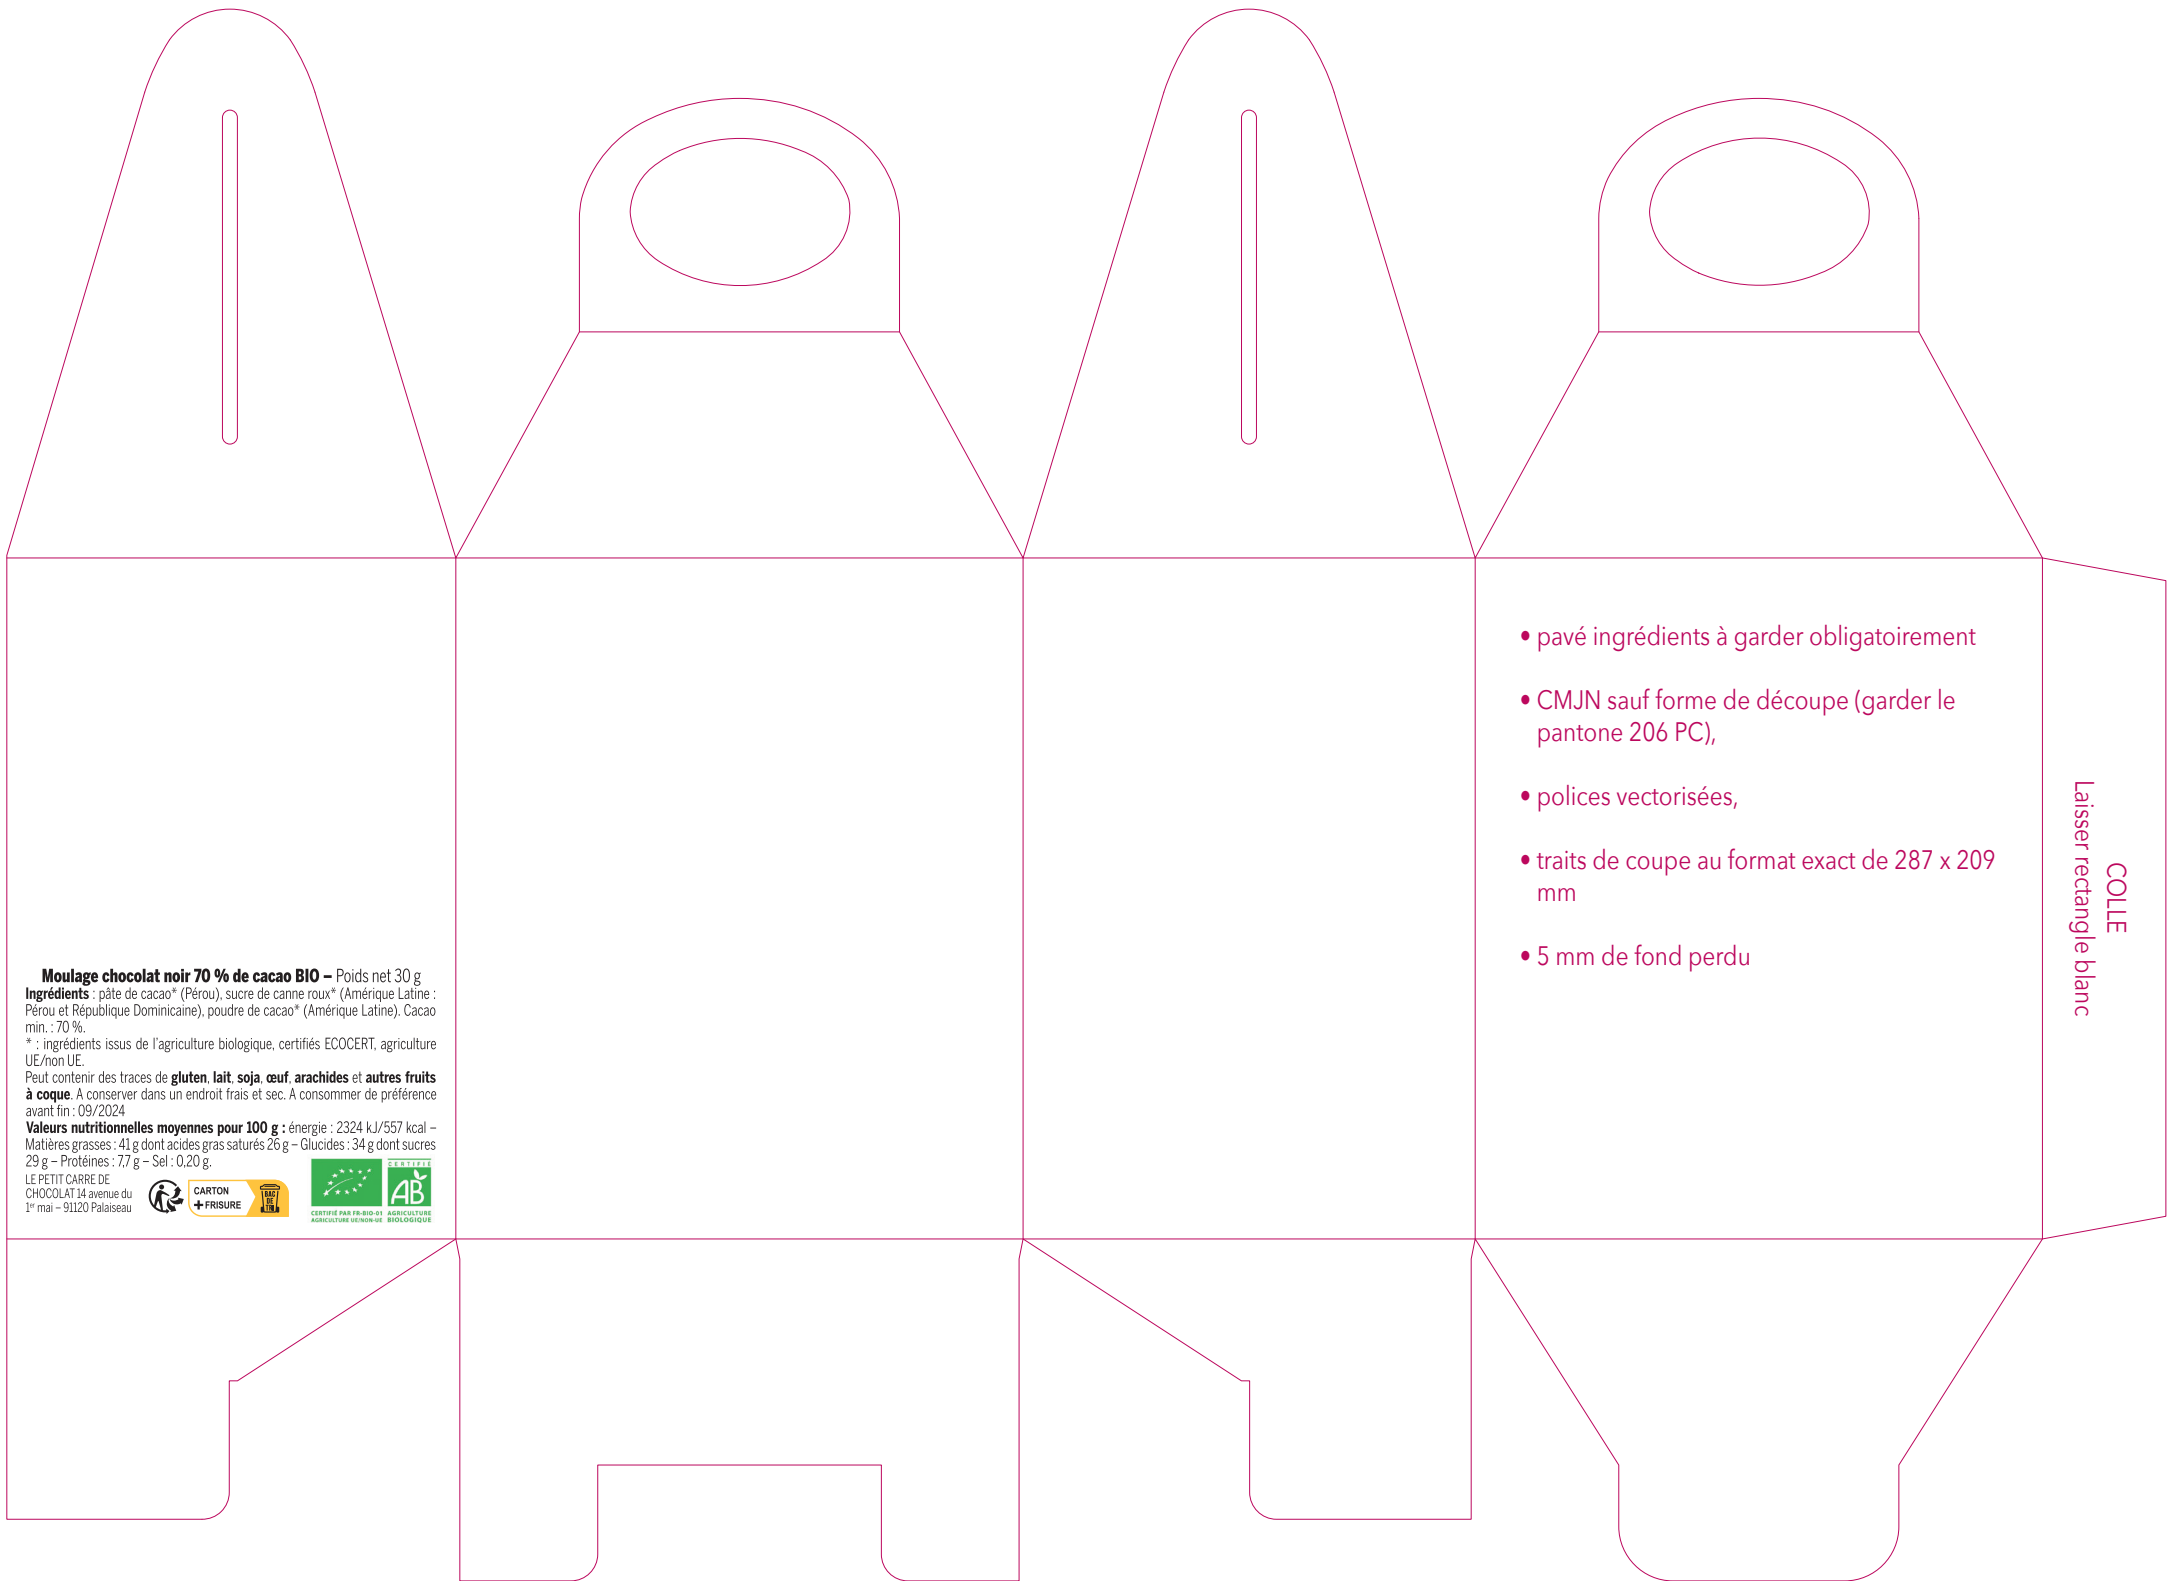 • pavé ingrédients à garder obligatoirement
• CMJN sauf forme de découpe (garder le
pantone 206 PC),
• polices vectorisées,
• traits de coupe au format exact de 287 x 209
mm
• 5 mm de fond perdu
COLLE
Laisser rectangle blanc
Moulage chocolat noir 70 % de cacao BIO – Poids net 30 g
Ingrédients : pâte de cacao* (Pérou), sucre de canne roux* (Amérique Latine :
Pérou et République Dominicaine), poudre de cacao* (Amérique Latine). Cacao
min. : 70 %.
* : ingrédients issus de l'agriculture biologique, certifiés ECOCERT, agriculture
UE/non UE.
Peut contenir des traces de gluten, lait, soja, œuf, arachides et autres fruits
à coque. A conserver dans un endroit frais et sec. A consommer de préférence
avant fin : 09/2024
Valeurs nutritionnelles moyennes pour 100 g : énergie : 2324 kJ/557 kcal –
Matières grasses : 41 g dont acides gras saturés 26 g – Glucides : 34 g dont sucres
29 g – Protéines : 7,7 g – Sel : 0,20 g.
LE PETIT CARRE DE
CHOCOLAT 14 avenue du
1er mai – 91120 Palaiseau
CARTON
+ FRISURE
BAC
DE
TRI
CERTIFIÉ PAR FR-BIO-01
AGRICULTURE UE/NON-UE
CERTIFIÉ
AB
AGRICULTURE
BIOLOGIQUE